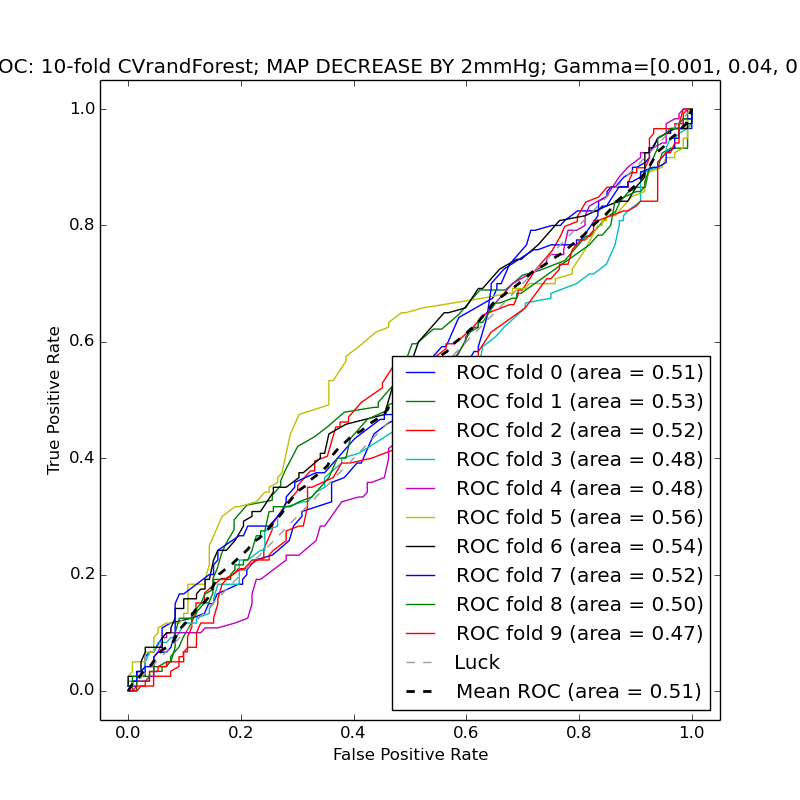 OC: 10-fold CVrandForest; MAP DECREASE BY 2mmHg; Gamma=[0.001, 0.04, 0
1.0
0.8
0.6
0.4
0.2
0.0
True Positive Rate
ROC fold 0 (area = 0.51)
ROC fold 1 (area = 0.53)
ROC fold 2 (area = 0.52)
ROC fold 3 (area = 0.48)
ROC fold 4 (area = 0.48)
ROC fold 5 (area = 0.56)
ROC fold 6 (area = 0.54)
ROC fold 7 (area = 0.52)
ROC fold 8 (area = 0.50)
ROC fold 9 (area = 0.47)
Luck
Mean ROC (area = 0.51)
0.0 0.2 0.4 0.6 0.8 1.0
False Positive Rate